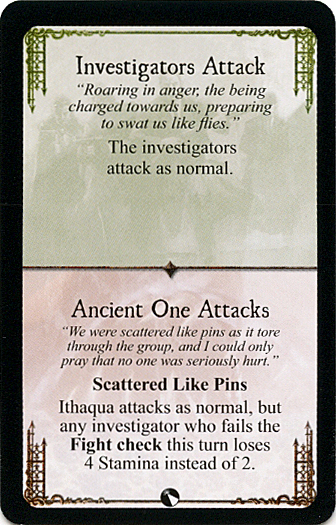 Investigators Attack
“Roaring in anger, the being
charged towards us, preparing
to swat us like flies.”
The investigators
attack as normal.
Ancient One Attacks
“We were scattered like pins as it tore
through the group, and I could only
pray that no one was seriously hurt.”
Scattered Like Pins
Ithaqua attacks as normal, but
any investigator who fails the
Fight check this turn loses
4 Stamina instead of 2.